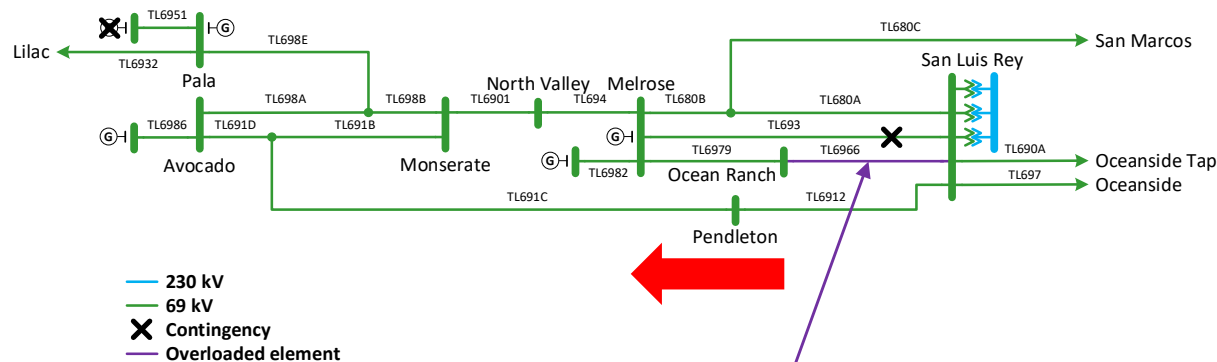 TL6951
G
G
TL680C
Lilac
San Marcos
TL6932
TL698E
San Luis Rey
Pala
North Valley
Melrose
TL698A
TL698B
TL6901
TL694
TL680B
TL680A
G
TL6986
TL691D
TL691B
G
TL693
Avocado
Monserate
G
TL6979
TL6966
TL690A
Oceanside Tap
TL6982
Ocean Ranch
TL697
Oceanside
TL691C
TL6912
Pendleton
230 kV
69 kV
Contingency
Overloaded element